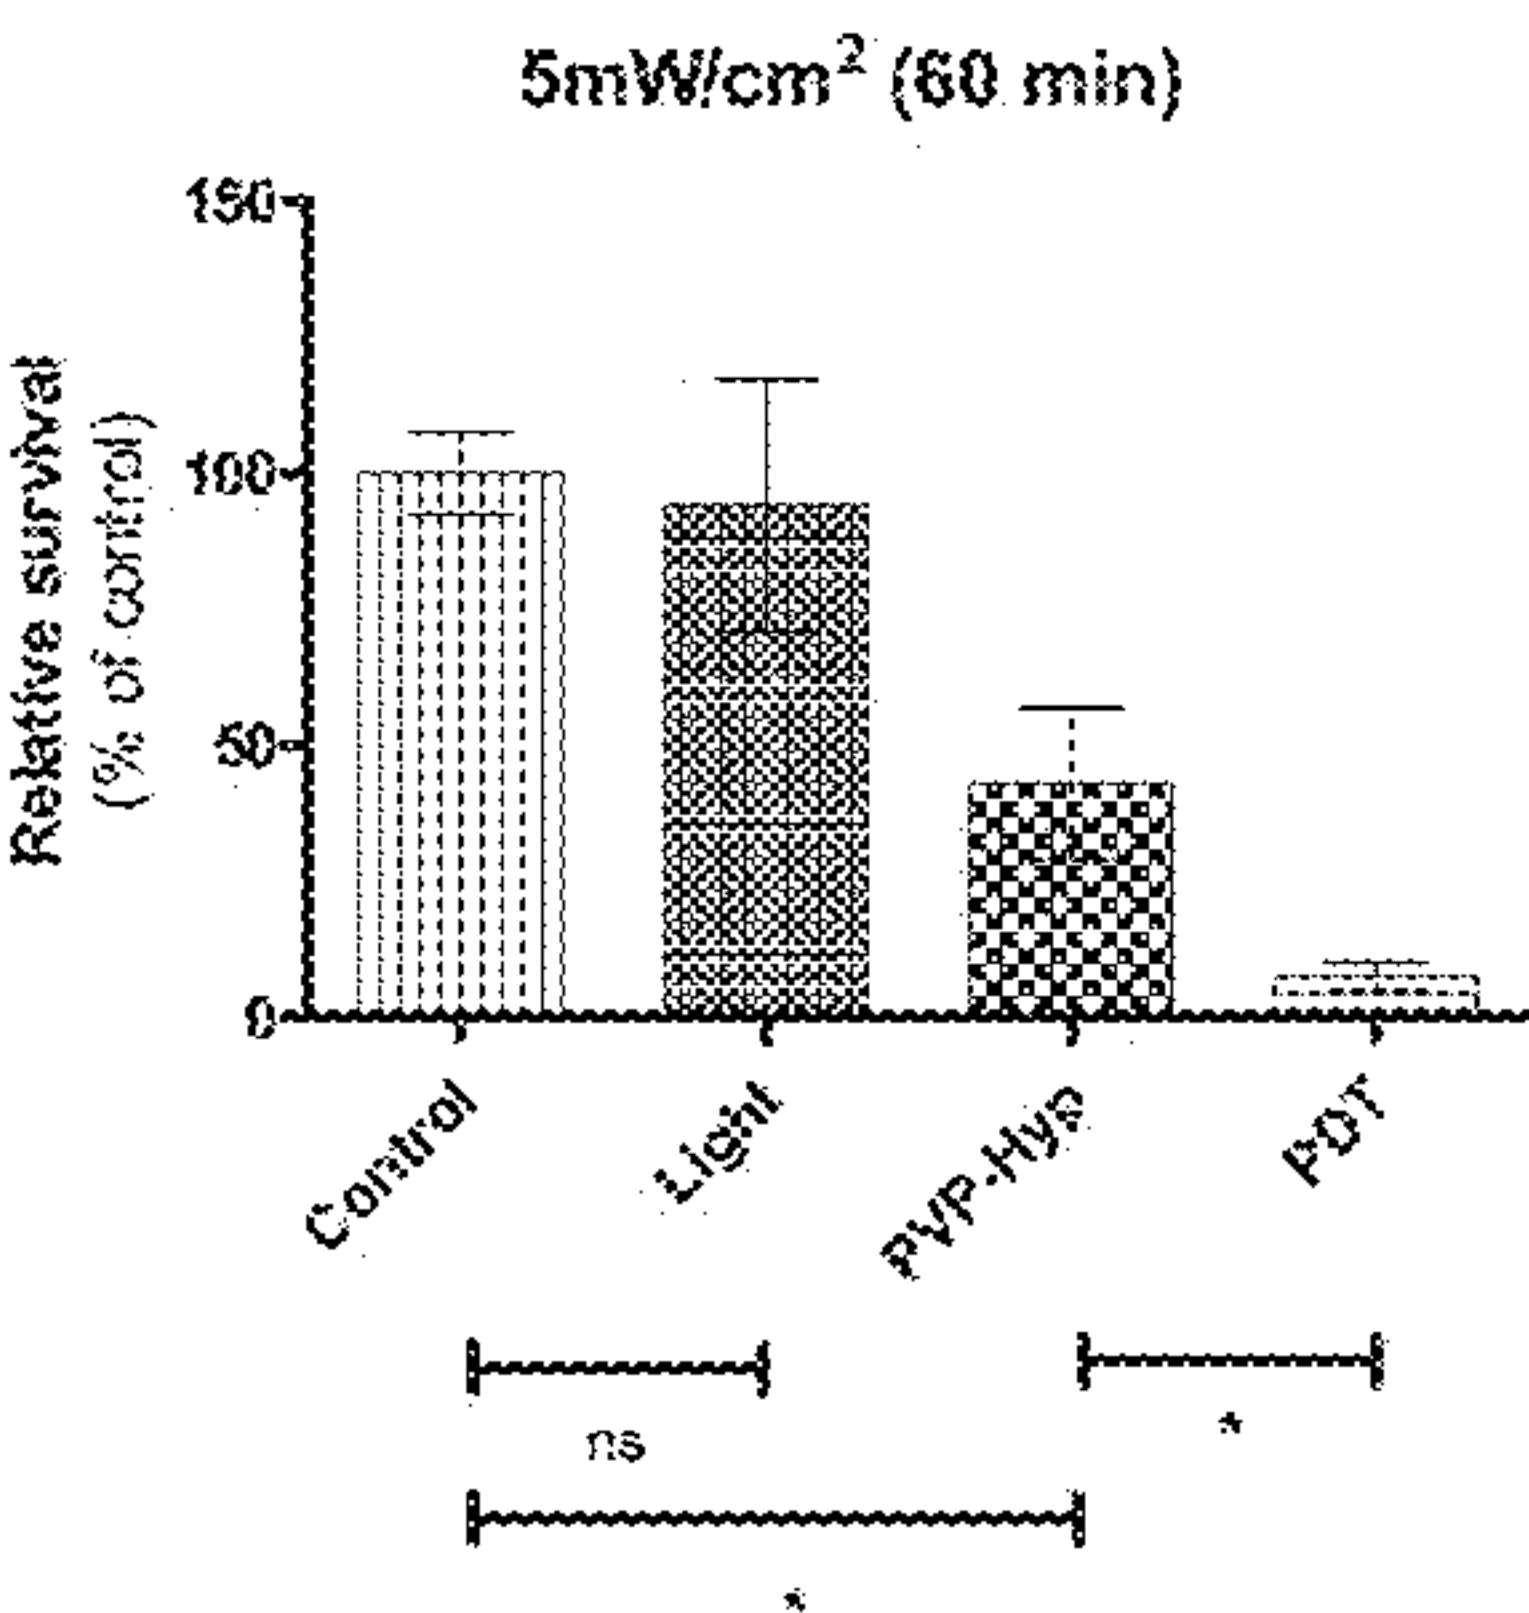 5mW/cm² (60 min)
Relative survival
(% of control)
150
100
50
0
Control
Light
PVP-Hyp
PDT
ns
*
*